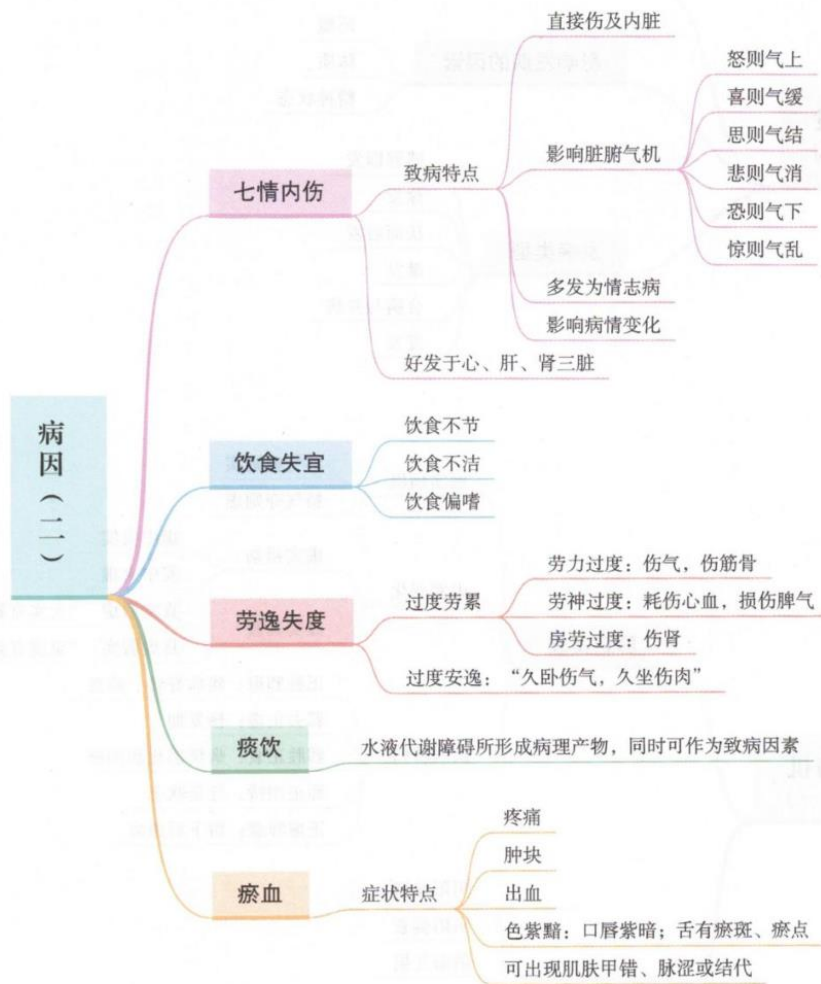 病因（二）
七情内伤
致病特点
直接伤及内脏
影响脏腑气机
怒则气上
喜则气缓
思则气结
悲则气消
恐则气下
惊则气乱
多发为情志病
影响病情变化
好发于心、肝、肾三脏
饮食失宜
饮食不节
饮食不洁
饮食偏嗜
劳逸失度
过度劳累
劳力过度：伤气，伤筋骨
劳神过度：耗伤心血，损伤脾气
房劳过度：伤肾
过度安逸：“久卧伤气，久坐伤肉”
痰饮
水液代谢障碍所形成病理产物，同时可作为致病因素
瘀血
症状特点
疼痛
肿块
出血
色紫黯：口唇紫暗；舌有瘀斑、瘀点
可出现肌肤甲错、脉涩或结代